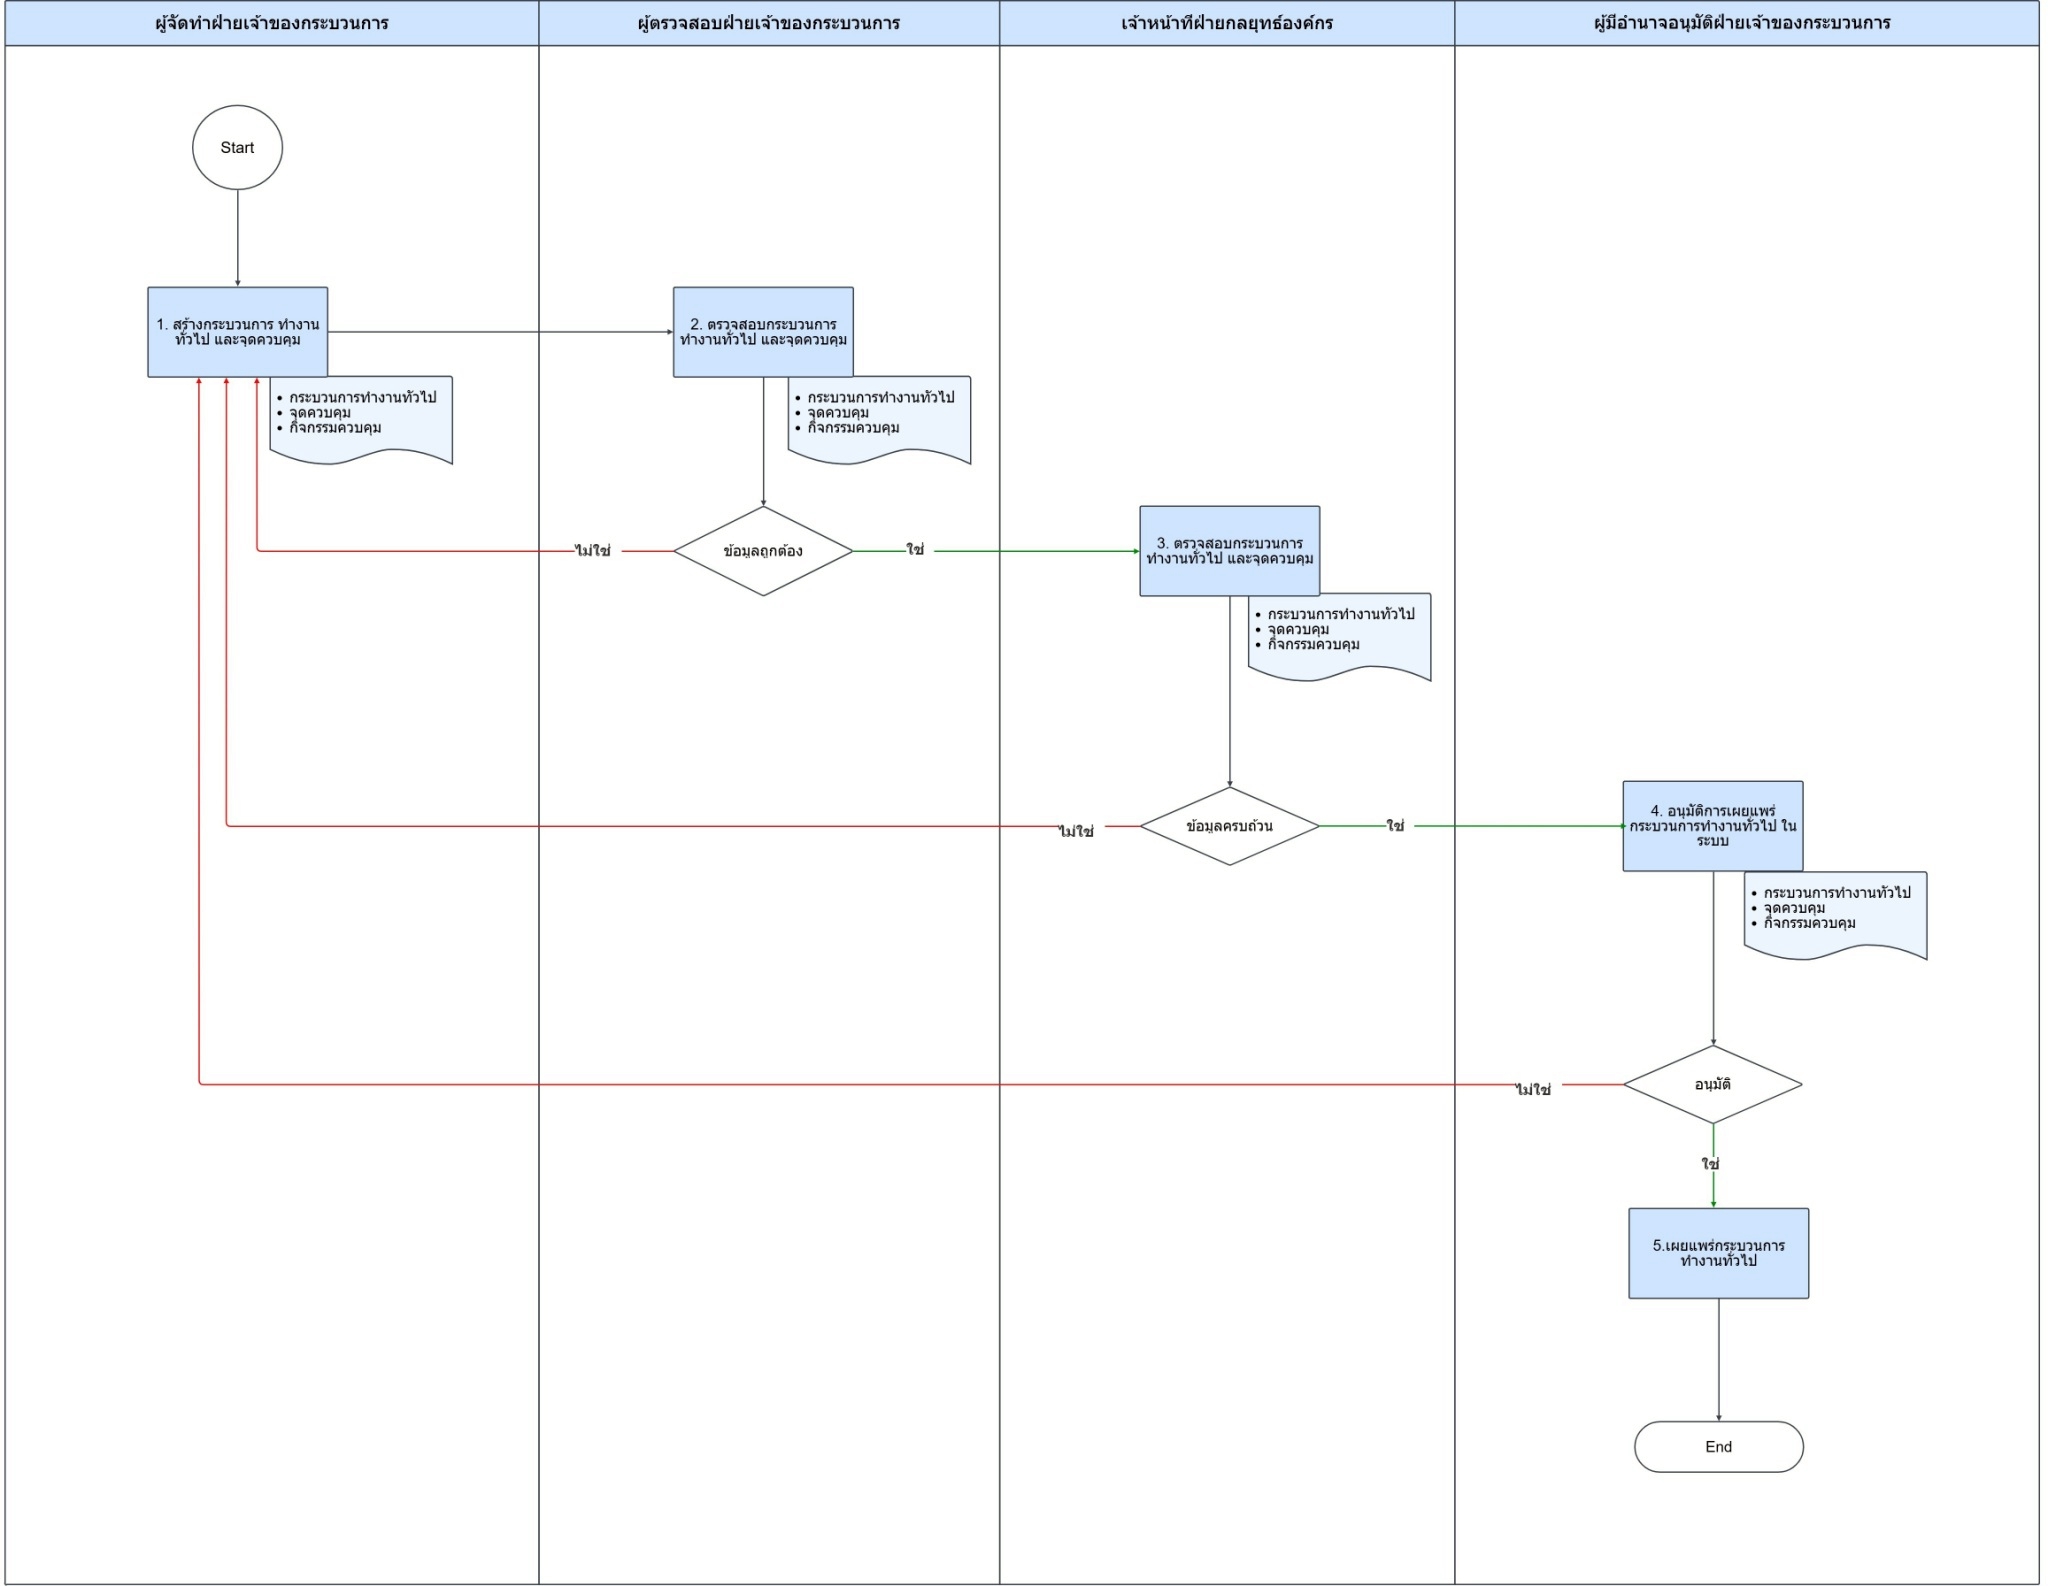 ผู้จัดทำฝ่ายเจ้าของกระบวนการ
ผู้ตรวจสอบฝ่ายเจ้าของกระบวนการ
เจ้าหน้าที่ฝ่ายกลยุทธ์องค์กร
ผู้มีอำนาจอนุมัติฝ่ายเจ้าของกระบวนการ
Start
1. สร้างกระบวนการ ทำงาน
ทั่วไป และจุดควบคุม
• กระบวนการทำงานทั่วไป
• จุดควบคุม
• กิจกรรมควบคุม
2. ตรวจสอบกระบวนการ
ทำงานทั่วไป และจุดควบคุม
• กระบวนการทำงานทั่วไป
• จุดควบคุม
• กิจกรรมควบคุม
ไม่ใช่
ข้อมูลถูกต้อง
ใช่
3. ตรวจสอบกระบวนการ
ทำงานทั่วไป และจุดควบคุม
• กระบวนการทำงานทั่วไป
• จุดควบคุม
• กิจกรรมควบคุม
ไม่ใช่
ข้อมูลครบถ้วน
ใช่
4. อนุมัติการเผยแพร่
กระบวนการทำงานทั่วไป ใน
ระบบ
• กระบวนการทำงานทั่วไป
• จุดควบคุม
• กิจกรรมควบคุม
ไม่ใช่
อนุมัติ
ใช่
5.เผยแพร่กระบวนการ
ทำงานทั่วไป
End